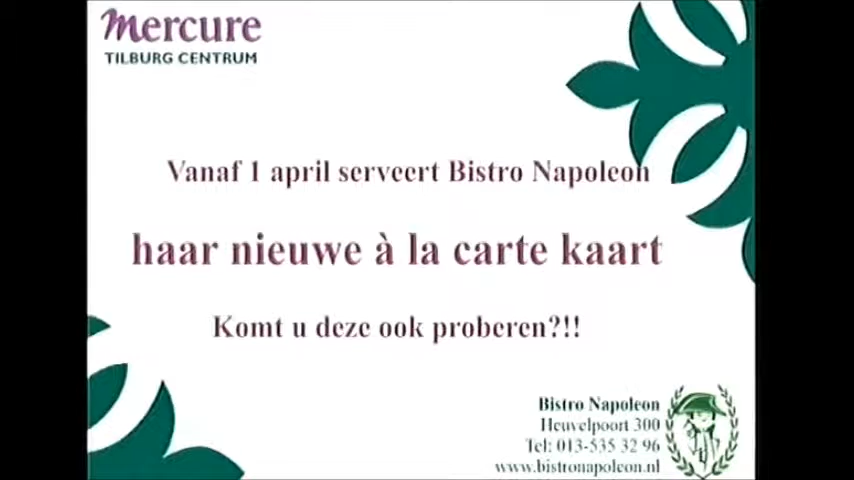 Mercure
TILBURG CENTRUM
Vanaf 1 april serveert Bistro Napoleon
haar nieuwe à la carte kaart
Komt u deze ook proberen?!!
Bistro Napoleon
Heuvelpoort 300
Tel: 013-535 32 96
www.bistronapoleon.nl